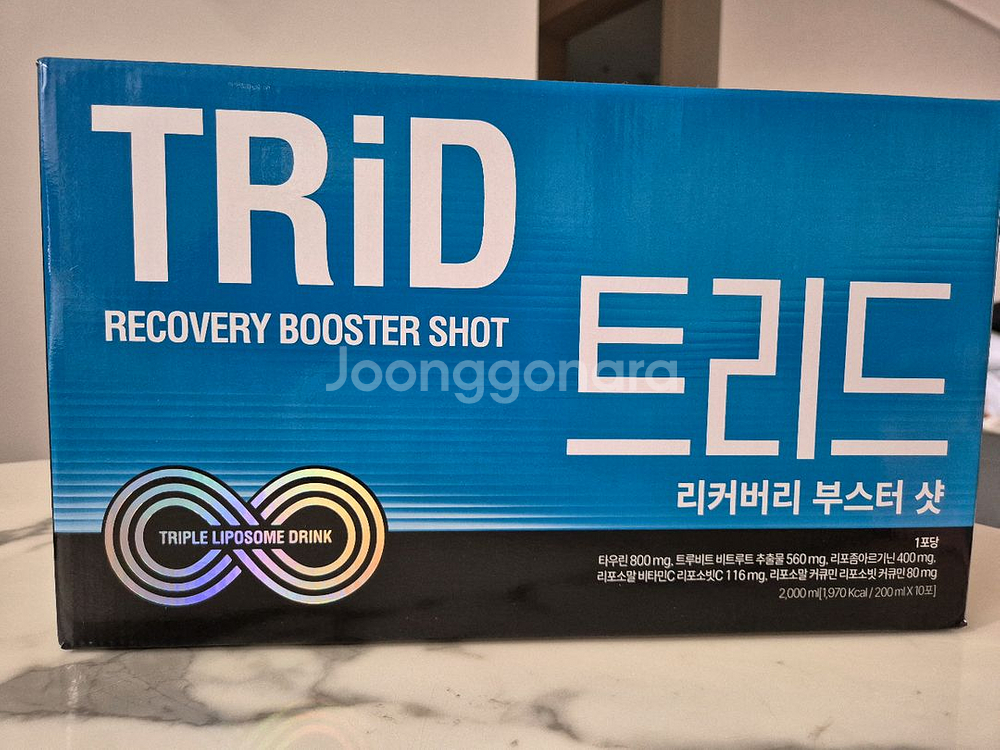 TRiD
RECOVERY BOOSTER SHOT
트리드
Joonggonara
리커버리 부스터 샷
TRIPLE LIPOSOME DRINK
1포당
타우린 800 mg, 트루비트 비트루트 추출물 560 mg, 리포좀아르기닌 400 mg,
리포소말 비타민C 리포소빗C 116 mg, 리포소말 커큐민 리포소빗 커큐민 80 mg
2,000 ml[1,970 Kcal / 200 ml X 10포]